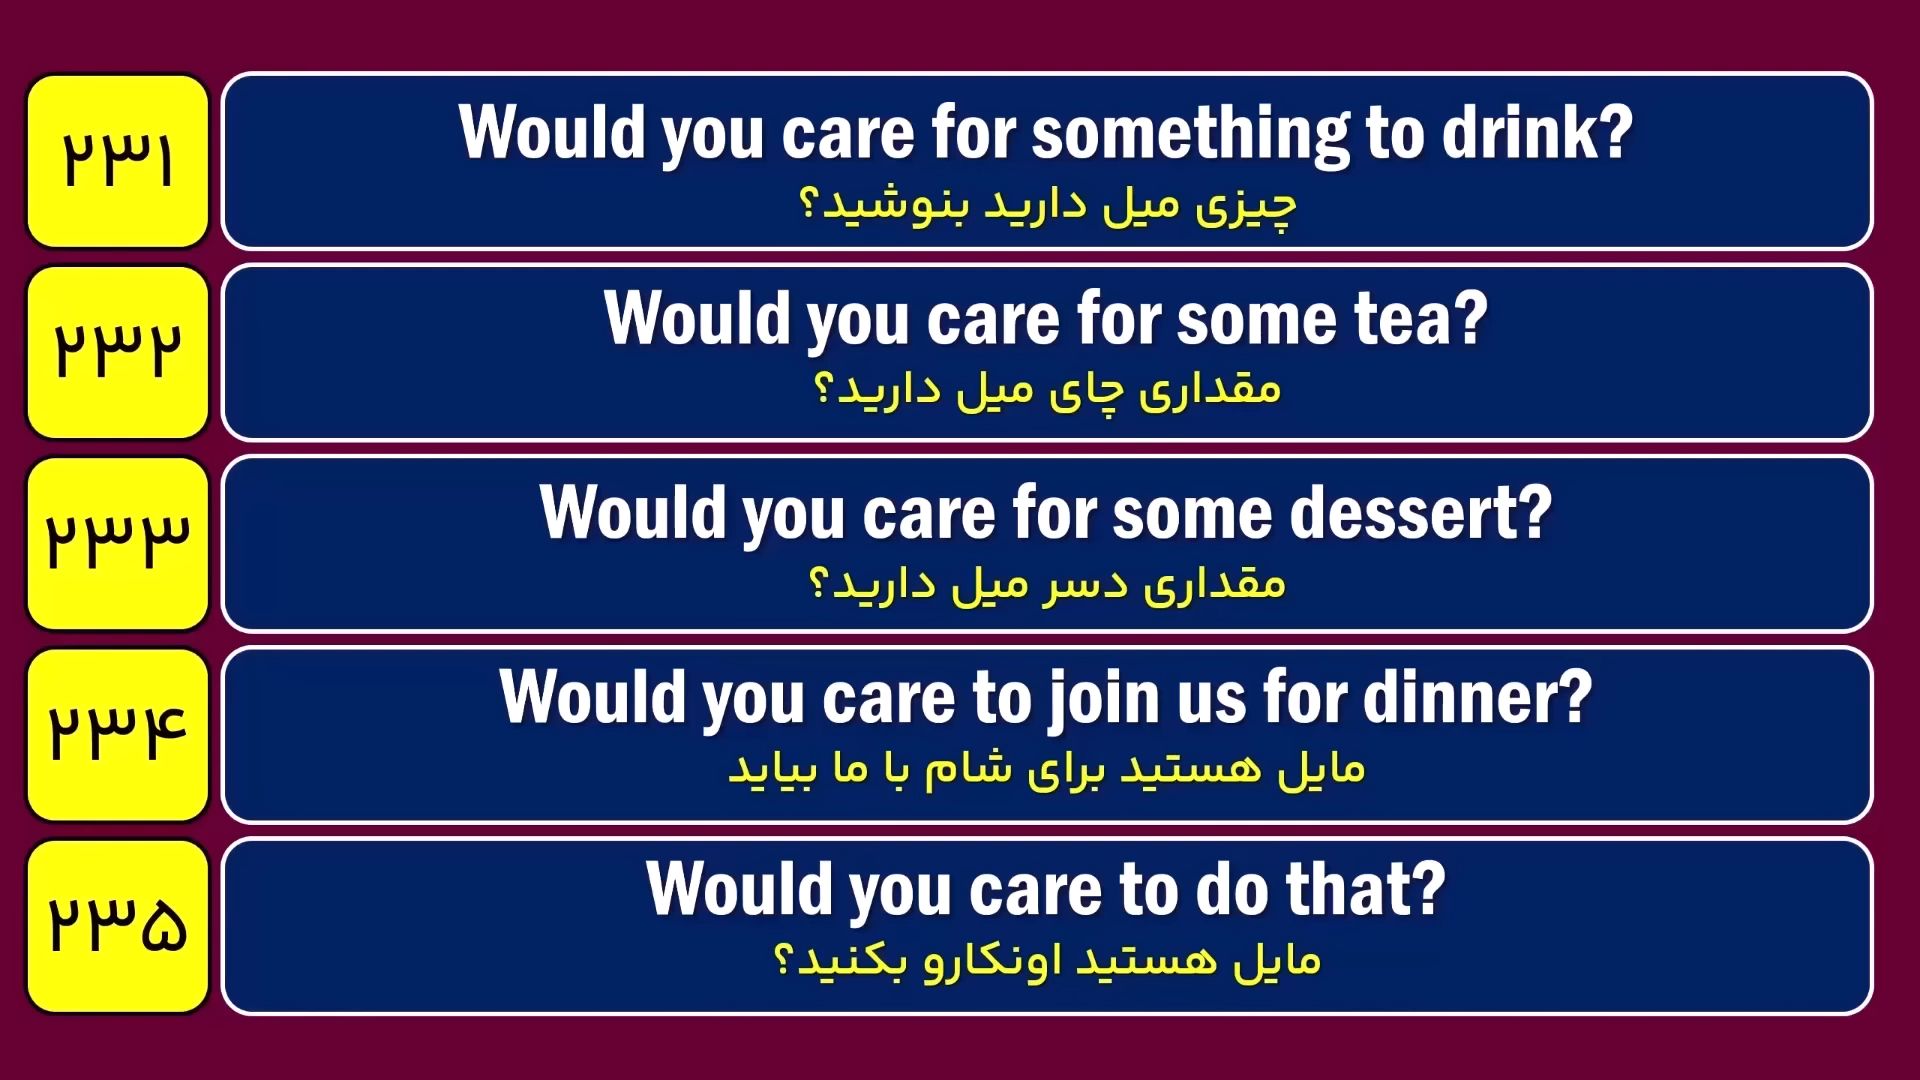 ۲۳۱
Would you care for something to drink?
چیزی میل دارید بنوشید؟
۲۳۲
Would you care for some tea?
مقداری چای میل دارید؟
۲۳۳
Would you care for some dessert?
مقداری دسر میل دارید؟
۲۳۴
Would you care to join us for dinner?
مایل هستید برای شام با ما بیاید
۲۳۵
Would you care to do that?
مایل هستید اونکارو بکنید؟